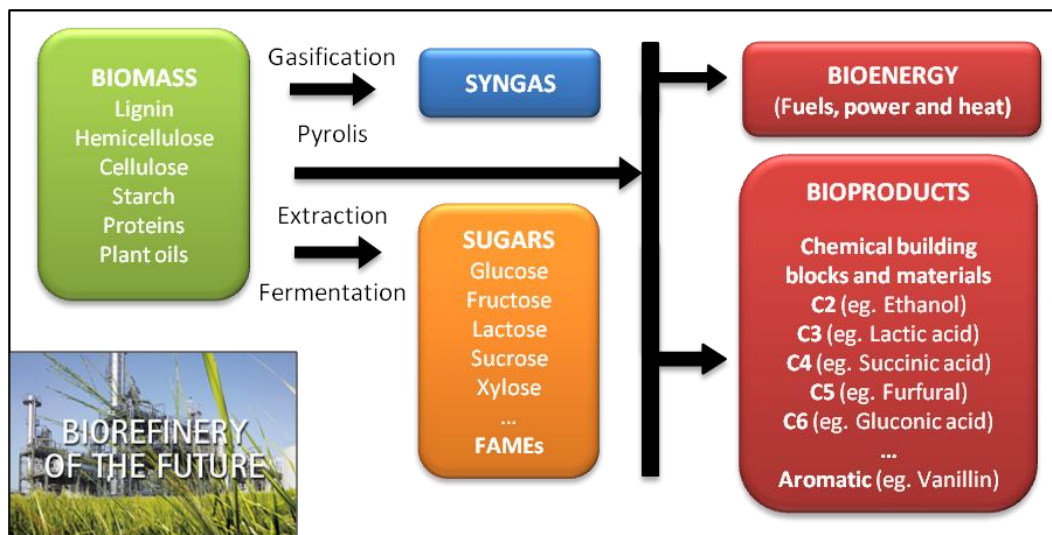 BIOMASS
Lignin
Hemicellulose
Cellulose
Starch
Proteins
Plant oils
Gasification
Pyrolis
Extraction
Fermentation
SYNGAS
SUGARS
Glucose
Fructose
Lactose
Sucrose
Xylose
...
FAMEs
BIOENERGY
(Fuels, power and heat)
BIOPRODUCTS
Chemical building
blocks and materials
C2 (eg. Ethanol)
C3 (eg. Lactic acid)
C4 (eg. Succinic acid)
C5 (eg. Furfural)
C6 (eg. Gluconic acid)
...
Aromatic (eg. Vanillin)
BIOREFINERY
OF THE FUTURE